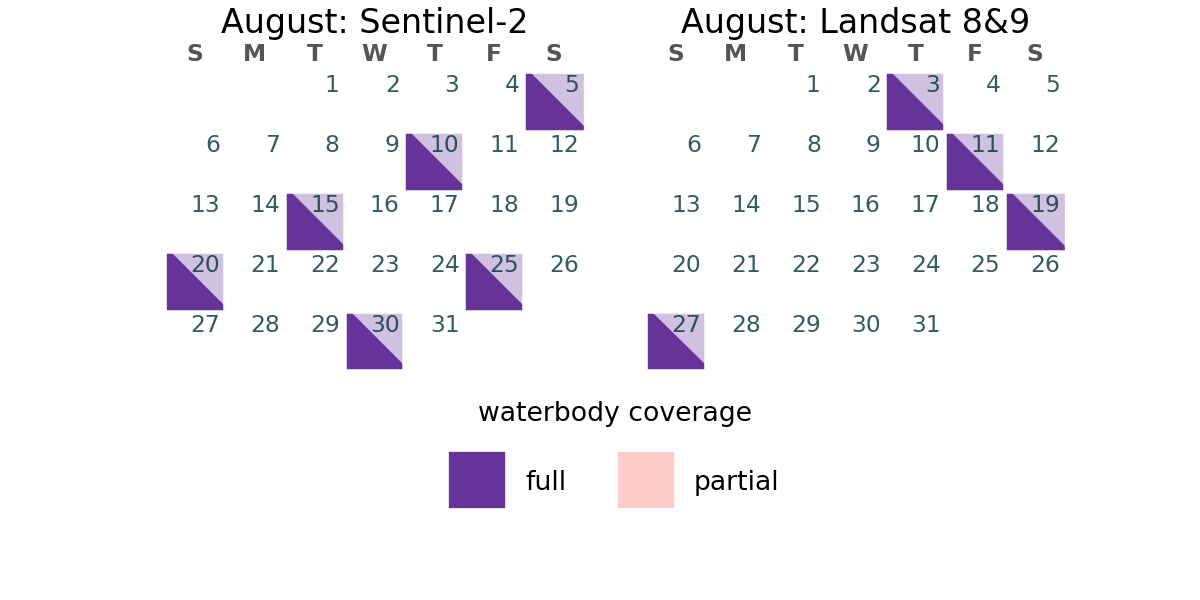 August: Sentinel-2
S M T W T F S
1 2 3 4 5
6 7 8 9 10 11 12
13 14 15 16 17 18 19
20 21 22 23 24 25 26
27 28 29 30 31
August: Landsat 8&9
S M T W T F S
1 2 3 4 5
6 7 8 9 10 11 12
13 14 15 16 17 18 19
20 21 22 23 24 25 26
27 28 29 30 31
waterbody coverage
full partial